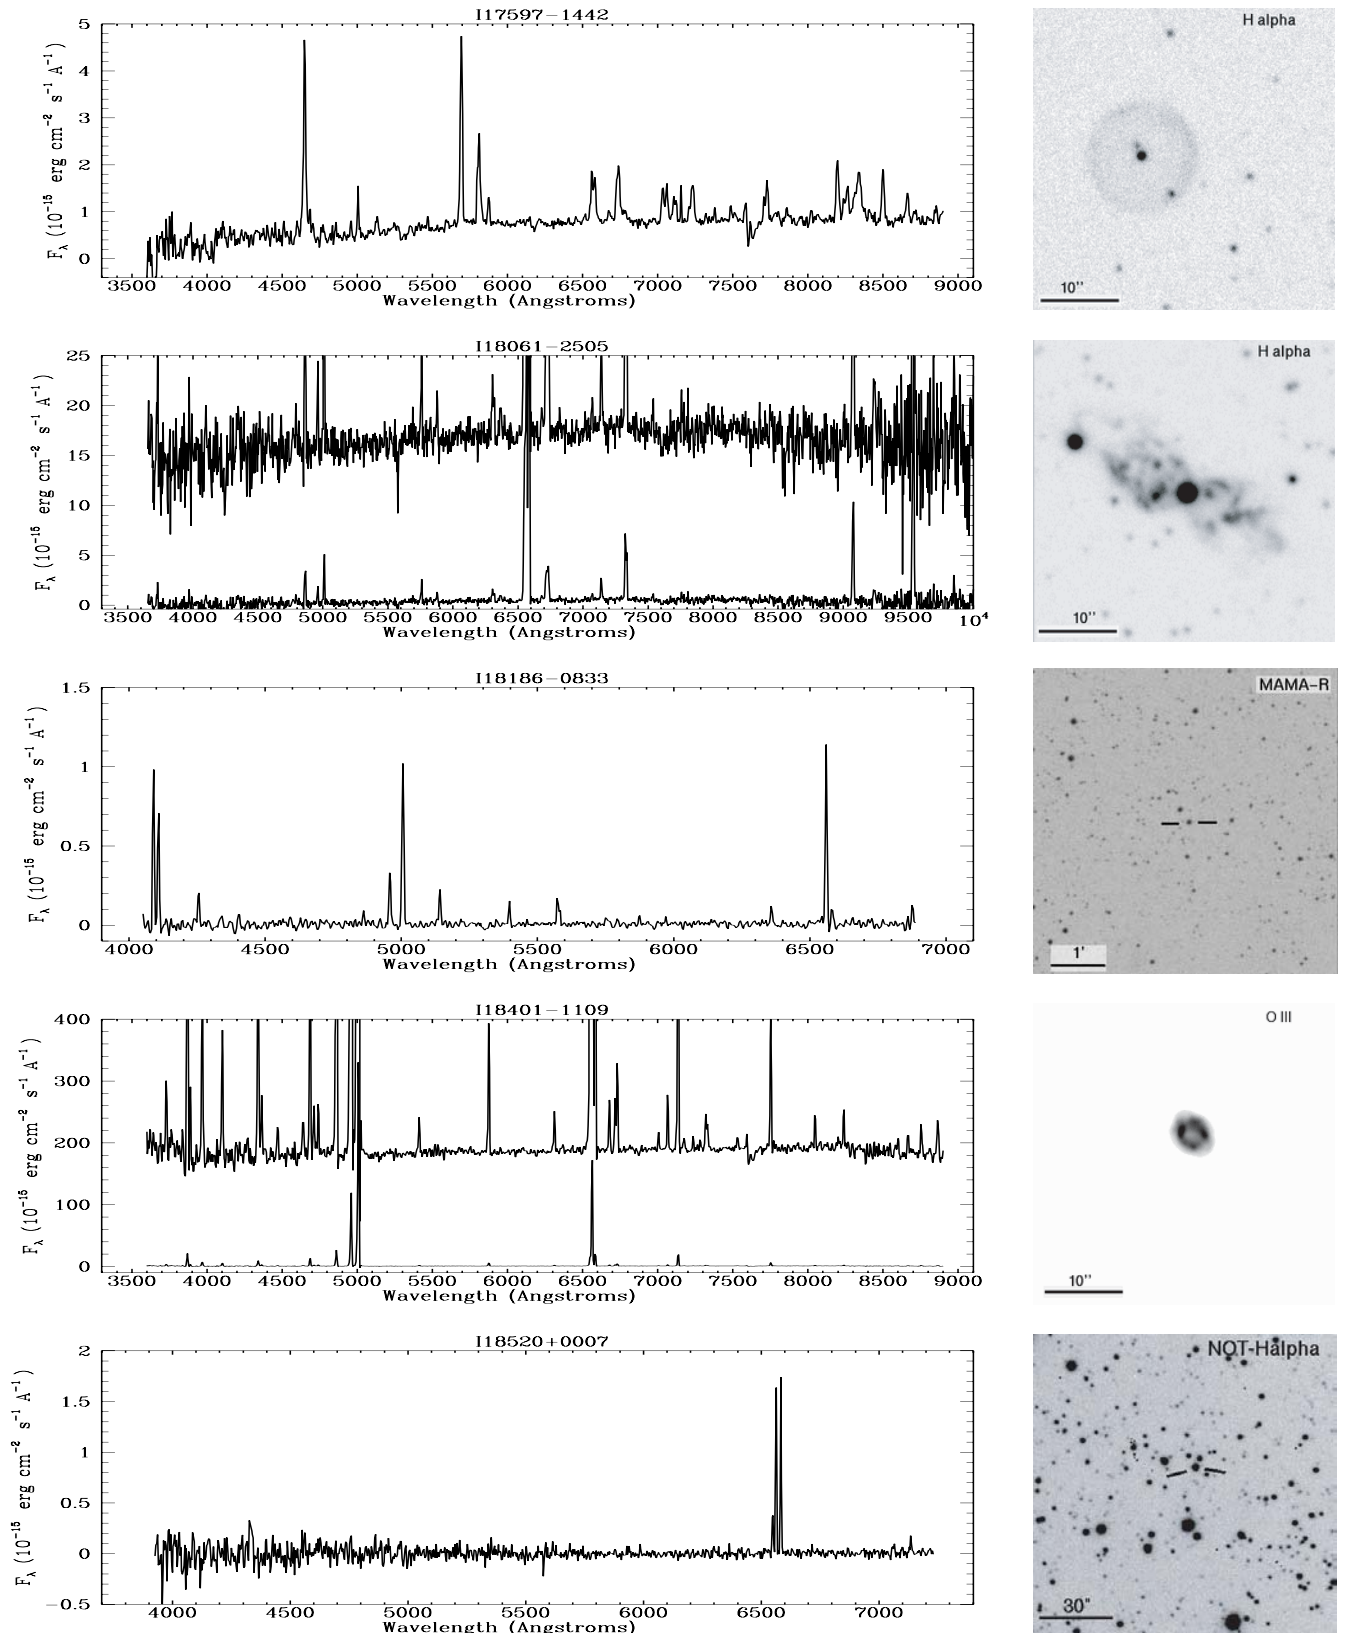 I17597−1442
H alpha
5
4
3
2
1
0
F_λ (10^−15 erg cm^−2 s^−1 A^−1)
3500 4000 4500 5000 5500 6000 6500 7000 7500 8000 8500 9000
Wavelength (Angstroms)
10''
I18061−2505
H alpha
25
20
15
10
5
0
F_λ (10^−15 erg cm^−2 s^−1 A^−1)
3500 4000 4500 5000 5500 6000 6500 7000 7500 8000 8500 9000 9500 10^4
Wavelength (Angstroms)
10''
I18186−0833
MAMA-R
1.5
1
0.5
0
F_λ (10^−15 erg cm^−2 s^−1 A^−1)
4000 4500 5000 5500 6000 6500 7000
Wavelength (Angstroms)
1'
I18401−1109
O III
400
300
200
100
0
F_λ (10^−15 erg cm^−2 s^−1 A^−1)
3500 4000 4500 5000 5500 6000 6500 7000 7500 8000 8500 9000
Wavelength (Angstroms)
10''
I18520+0007
NOT-Halpha
2
1.5
1
0.5
0
−0.5
F_λ (10^−15 erg cm^−2 s^−1 A^−1)
4000 4500 5000 5500 6000 6500 7000
Wavelength (Angstroms)
30"